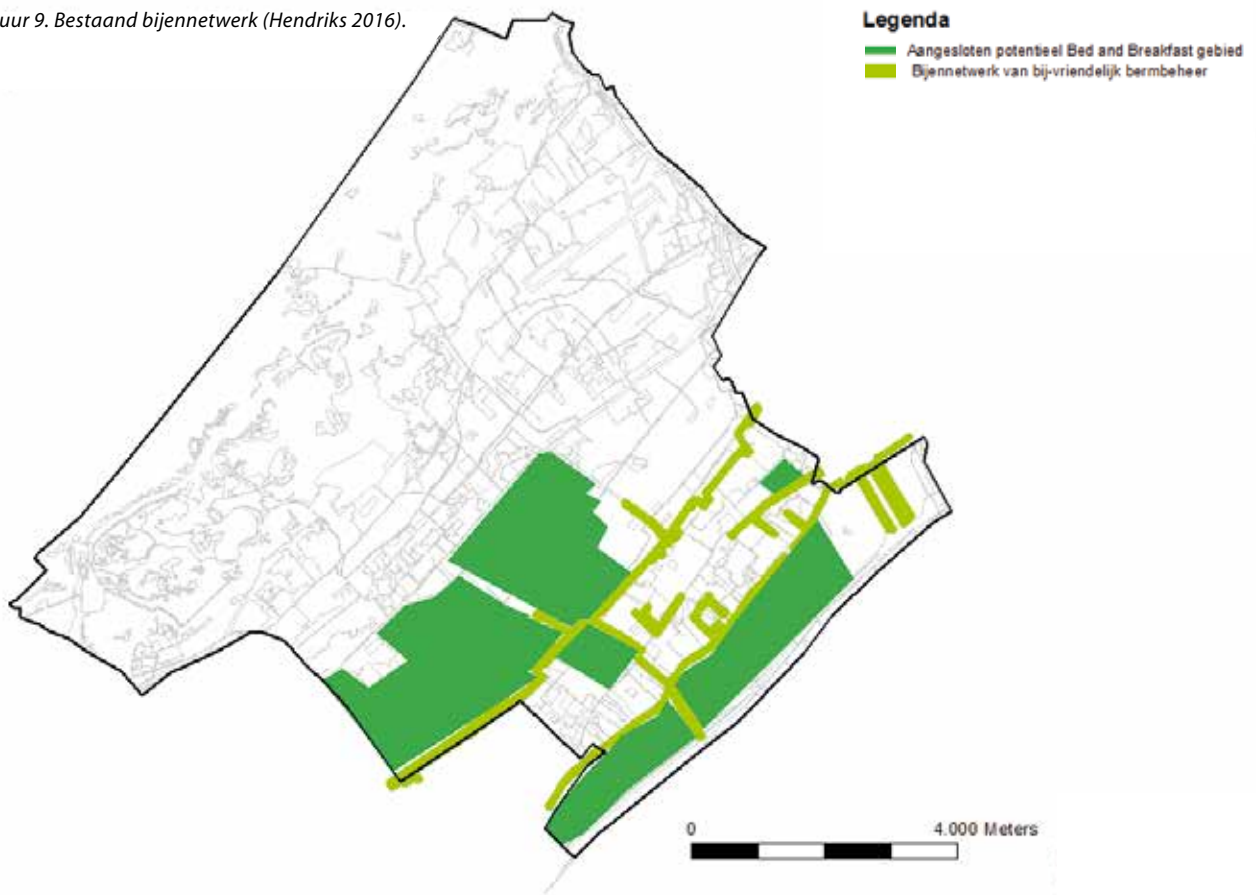 uur 9. Bestaand bijennetwerk (Hendriks 2016).
Legenda
Aangesloten potentieel Bed and Breakfast gebied
Bijennetwerk van bij-vriendelijk bermbeheer
0 4.000 Meters